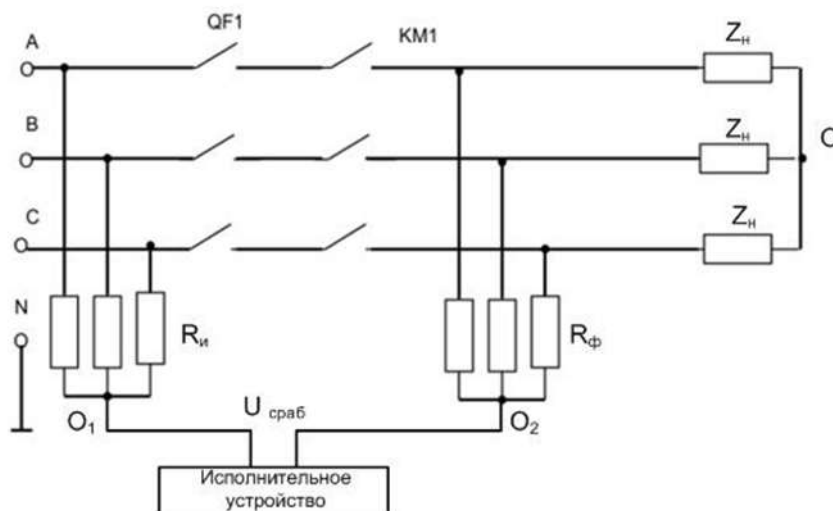 A
QF1
KM1
Zн
B
Zн
O
C
Zн
N
Rи
Rф
O1
U сраб
O2
Исполнительное
устройство